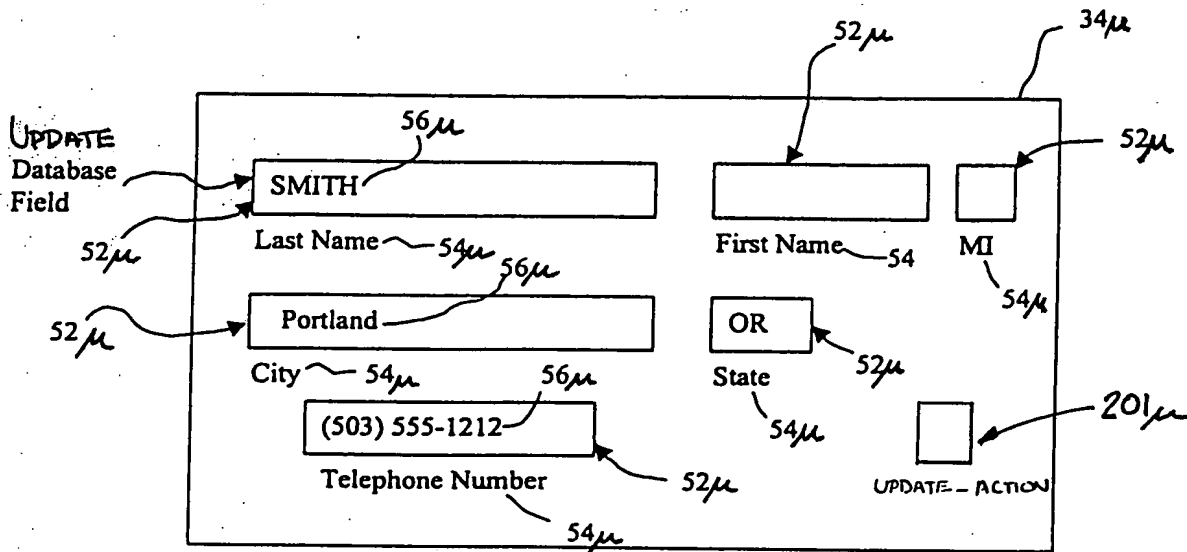 34μ
52μ
UPDATE
Database
Field
56μ
SMITH
52μ
52μ
Last Name
54μ
First Name
54
MI
54μ
56μ
52μ
Portland
OR
52μ
City
54μ
State
54μ
56μ
(503) 555-1212
201μ
Telephone Number
52μ
UPDATE-ACTION
54μ